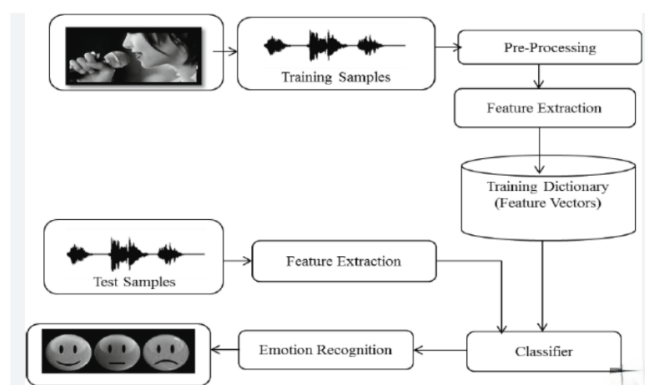 Pre-Processing
Training Samples
Feature Extraction
Training Dictionary
(Feature Vectors)
Feature Extraction
Test Samples
Emotion Recognition
Classifier